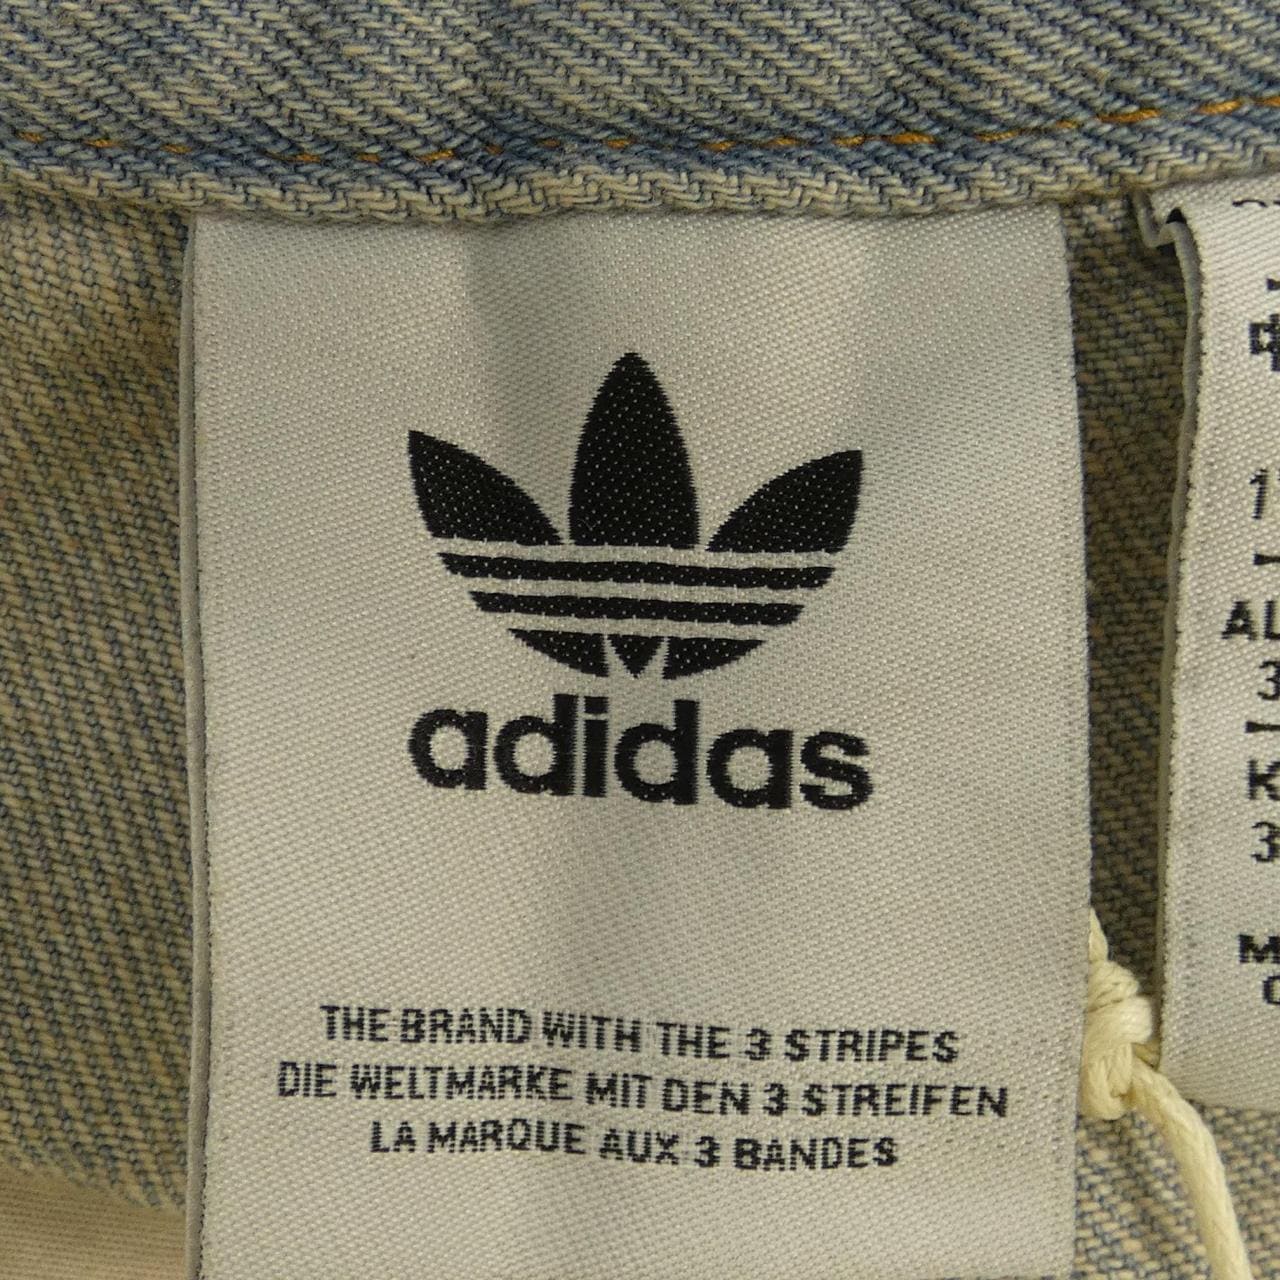 adidas
THE BRAND WITH THE 3 STRIPES
DIE WELTMARKE MIT DEN 3 STREIFEN
LA MARQUE AUX 3 BANDES